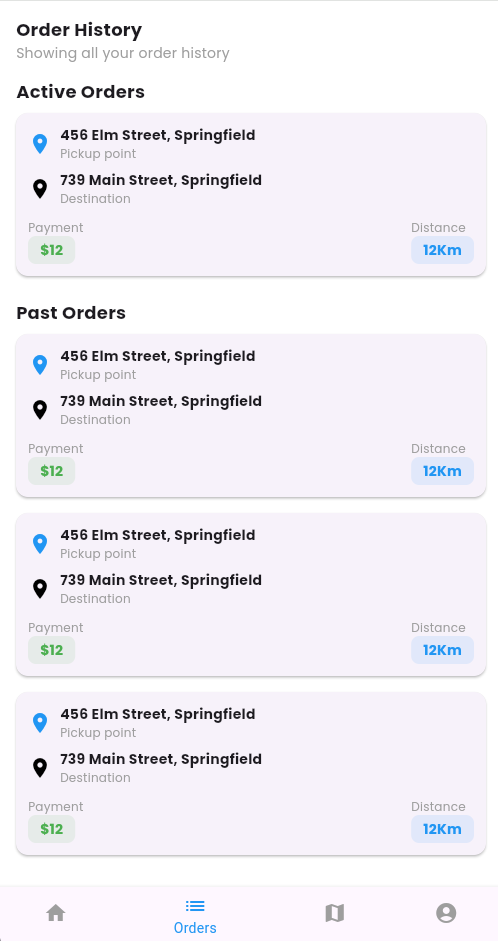 Order History
Showing all your order history
Active Orders
456 Elm Street, Springfield
Pickup point
739 Main Street, Springfield
Destination
Payment Distance
$12 12Km
Past Orders
456 Elm Street, Springfield
Pickup point
739 Main Street, Springfield
Destination
Payment Distance
$12 12Km
456 Elm Street, Springfield
Pickup point
739 Main Street, Springfield
Destination
Payment Distance
$12 12Km
456 Elm Street, Springfield
Pickup point
739 Main Street, Springfield
Destination
Payment Distance
$12 12Km
Orders